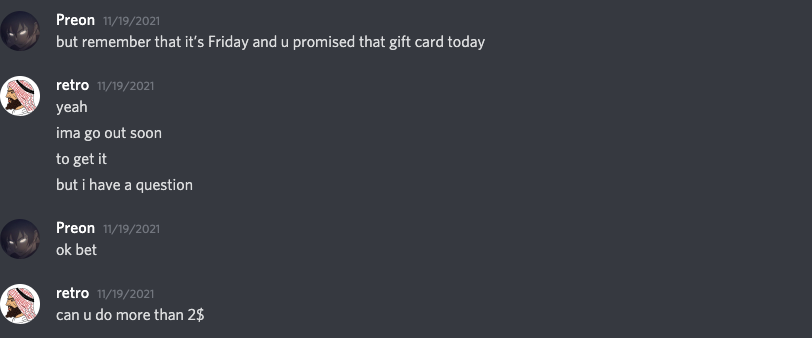 Preon 11/19/2021
but remember that it's Friday and u promised that gift card today
retro 11/19/2021
yeah
ima go out soon
to get it
but i have a question
Preon 11/19/2021
ok bet
retro 11/19/2021
can u do more than 2$